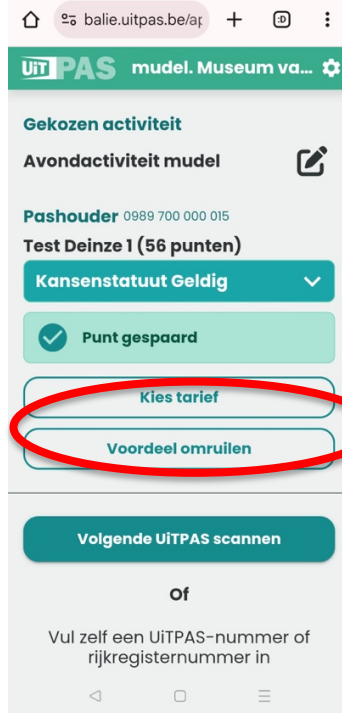 balie.uitpas.be/ap
:D
UiTPAS mudel. Museum va...
Gekozen activiteit
Avondactiviteit mudel
Pashouder 0989 700 000 015
Test Deinze 1 (56 punten)
Kansenstatuut Geldig
Punt gespaard
Kies tarief
Voordeel omruilen
Volgende UiTPAS scannen
Of
Vul zelf een UiTPAS-nummer of
rijkregisternummer in